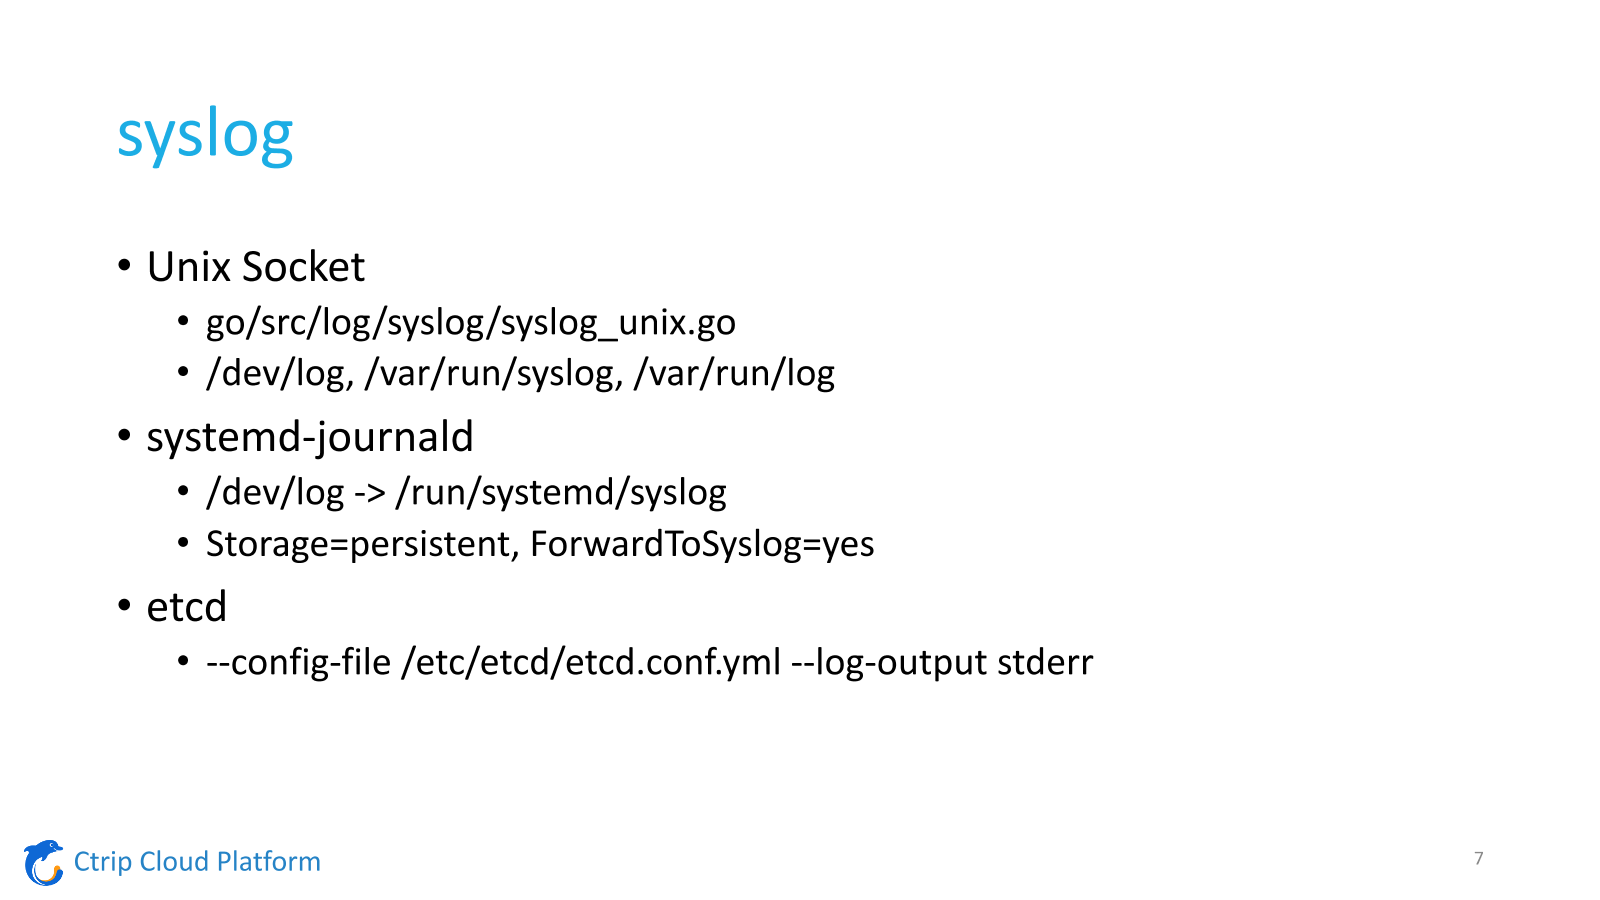 syslog
• Unix Socket
• go/src/log/syslog/syslog_unix.go
• /dev/log, /var/run/syslog, /var/run/log
• systemd-journald
• /dev/log -> /run/systemd/syslog
• Storage=persistent, ForwardToSyslog=yes
• etcd
• --config-file /etc/etcd/etcd.conf.yml --log-output stderr
Ctrip Cloud Platform
7